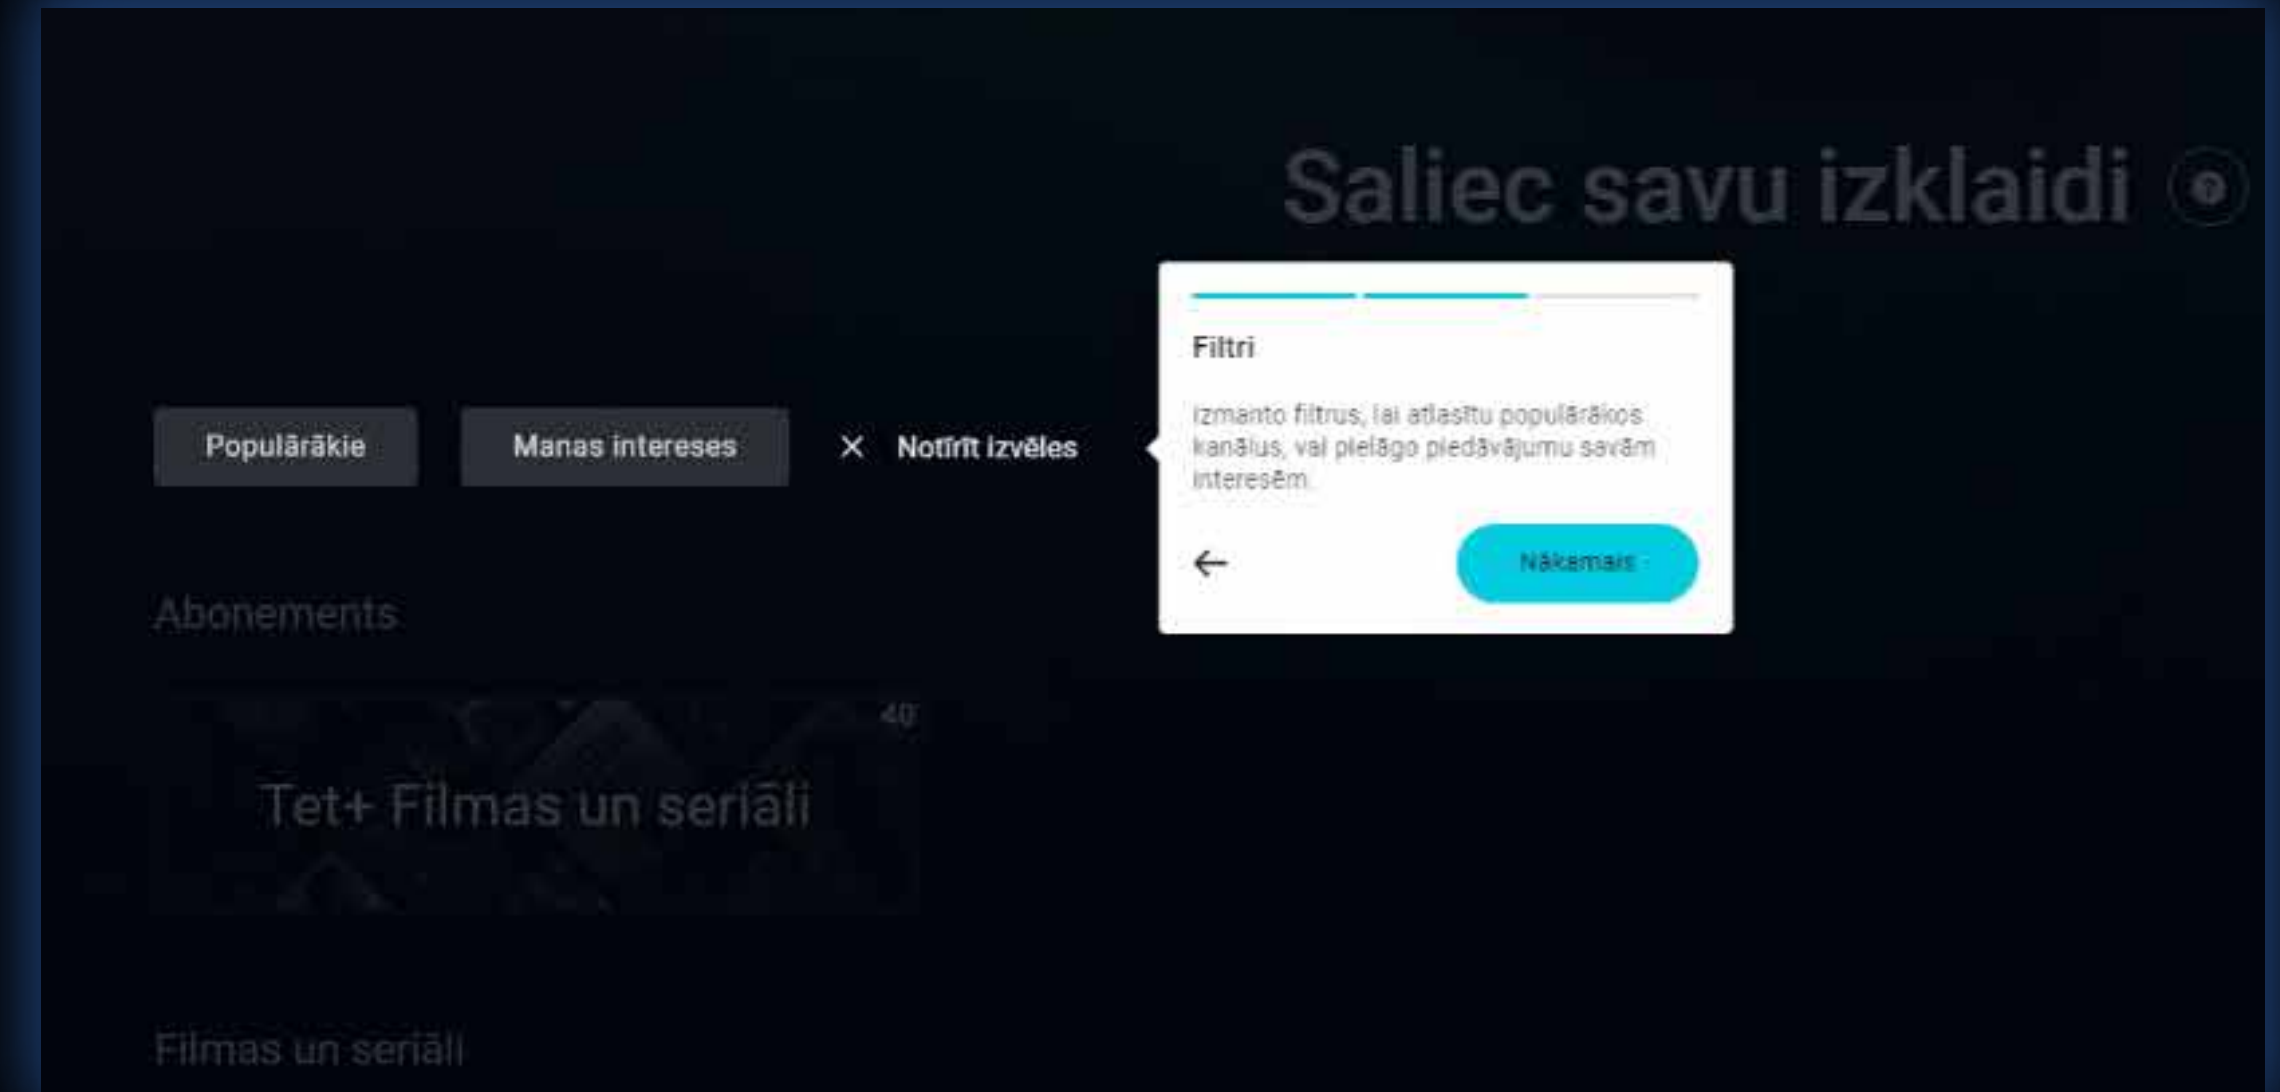 Saliec savu izklaidi
Filtri
Izmanto filtrus, lai atlasītu populārākos
kanālus, vai pielāgo piedāvājumu savām
interesēm.
Nākamais
Populārākie
Manas intereses
× Notīrīt izvēles
Abonements
40
Tet+ Filmas un seriāli
Filmas un seriāli